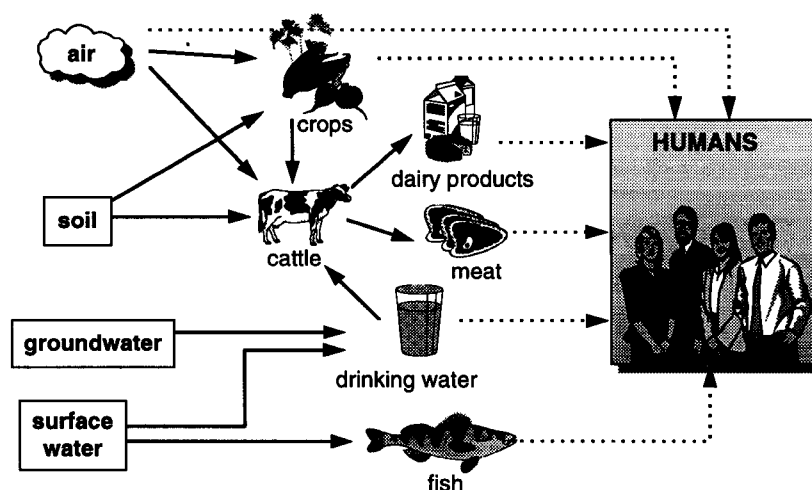 air
crops
HUMANS
dairy products
soil
cattle
meat
groundwater
drinking water
surface
water
fish